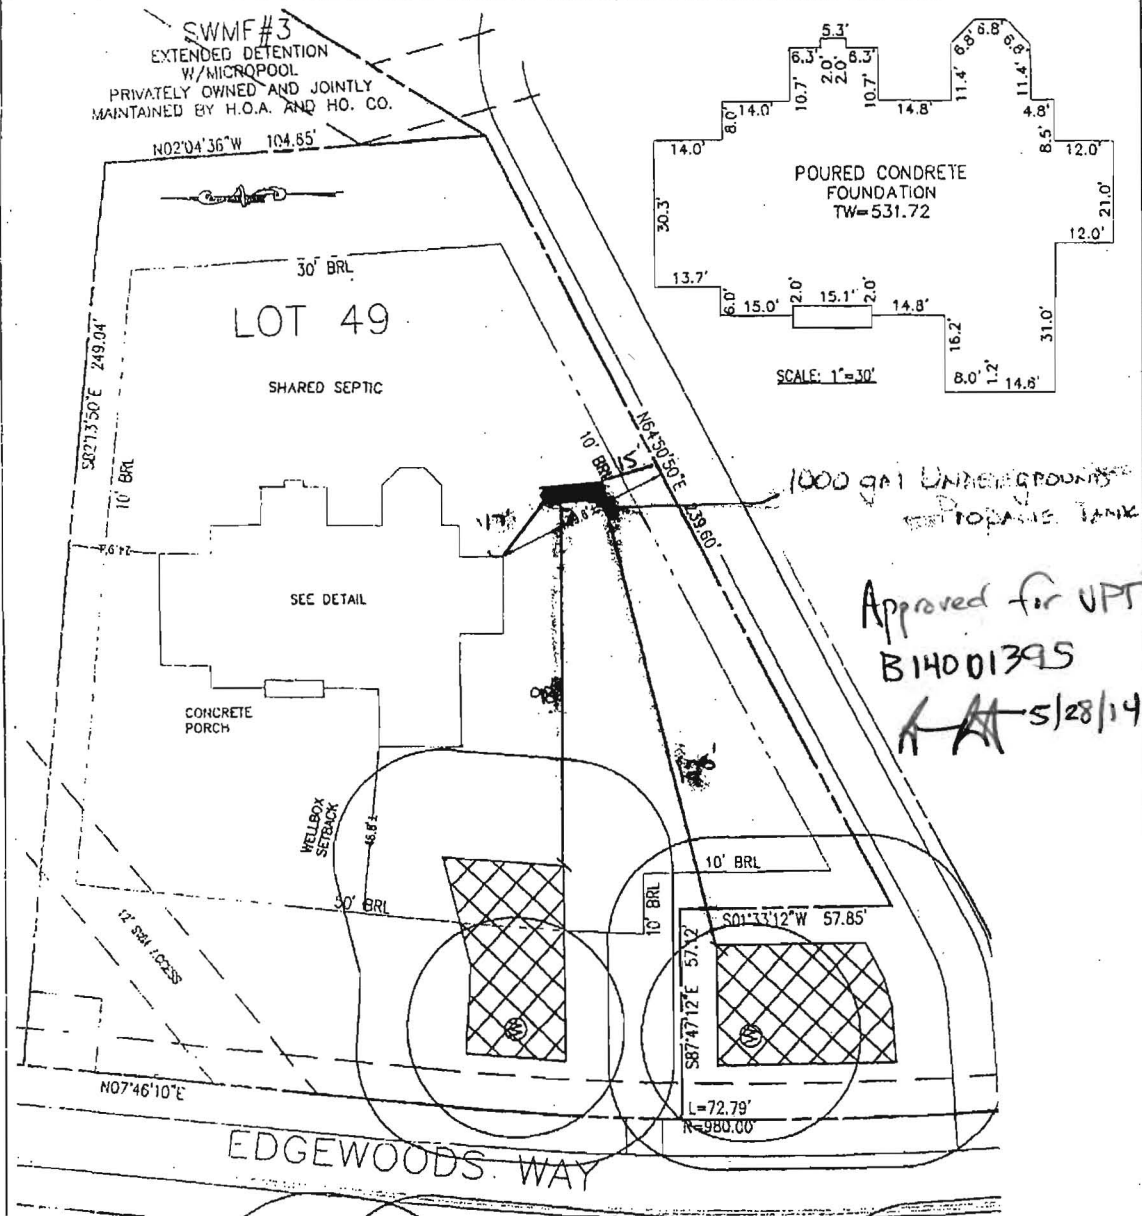 SWMF#3
EXTENDED DETENTION
W/MICROPOOL
PRIVATELY OWNED AND JOINTLY
MAINTAINED BY H.O.A. AND HO. CO.
N02°04'36"W 104.65'
30' BRL
LOT 49
SHARED SEPTIC
S82°13'50"E 249.04'
10' BRL
SEE DETAIL
CONCRETE
PORCH
WELLBOX
SETBACK
50' BRL
N07°46'10"E
10' BRL
15'
N64°50'50"E 239.60'
10' BRL
10' BRL
S01°33'12"W 57.85'
S87°47'12"E 57.12'
W
W
L=72.79'
R=980.00'
EDGEWOODS WAY
5.3'
6.3'
2.0'
2.0'
6.3'
10.7'
10.7'
6.8'
6.8'
6.8'
11.4'
11.4'
8.0'
14.0'
14.8'
4.8'
8.5'
14.0'
12.0'
POURED CONCRETE
FOUNDATION
TW=531.72
30.3'
21.0'
12.0'
13.7'
6.0'
15.0'
2.0'
15.1'
2.0'
14.8'
16.2'
31.0'
8.0'
1.2'
14.6'
SCALE: 1"=30'
1000 gal Underground
Propane Tank
Approved for UPT
B14001395
5/28/14